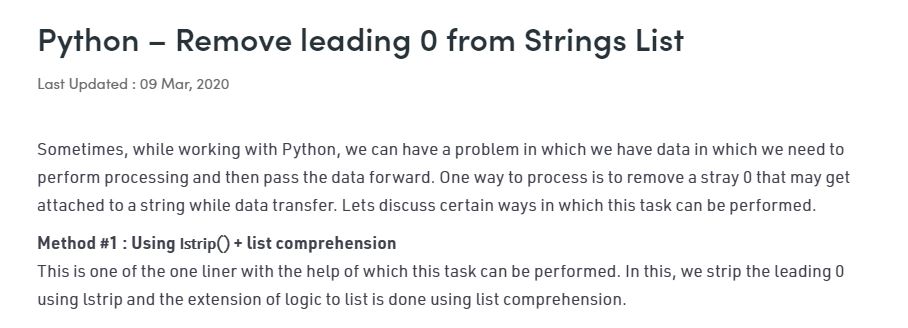 Python – Remove leading 0 from Strings List
Last Updated : 09 Mar, 2020
Sometimes, while working with Python, we can have a problem in which we have data in which we need to
perform processing and then pass the data forward. One way to process is to remove a stray 0 that may get
attached to a string while data transfer. Lets discuss certain ways in which this task can be performed.
Method #1 : Using lstrip() + list comprehension
This is one of the one liner with the help of which this task can be performed. In this, we strip the leading 0
using lstrip and the extension of logic to list is done using list comprehension.